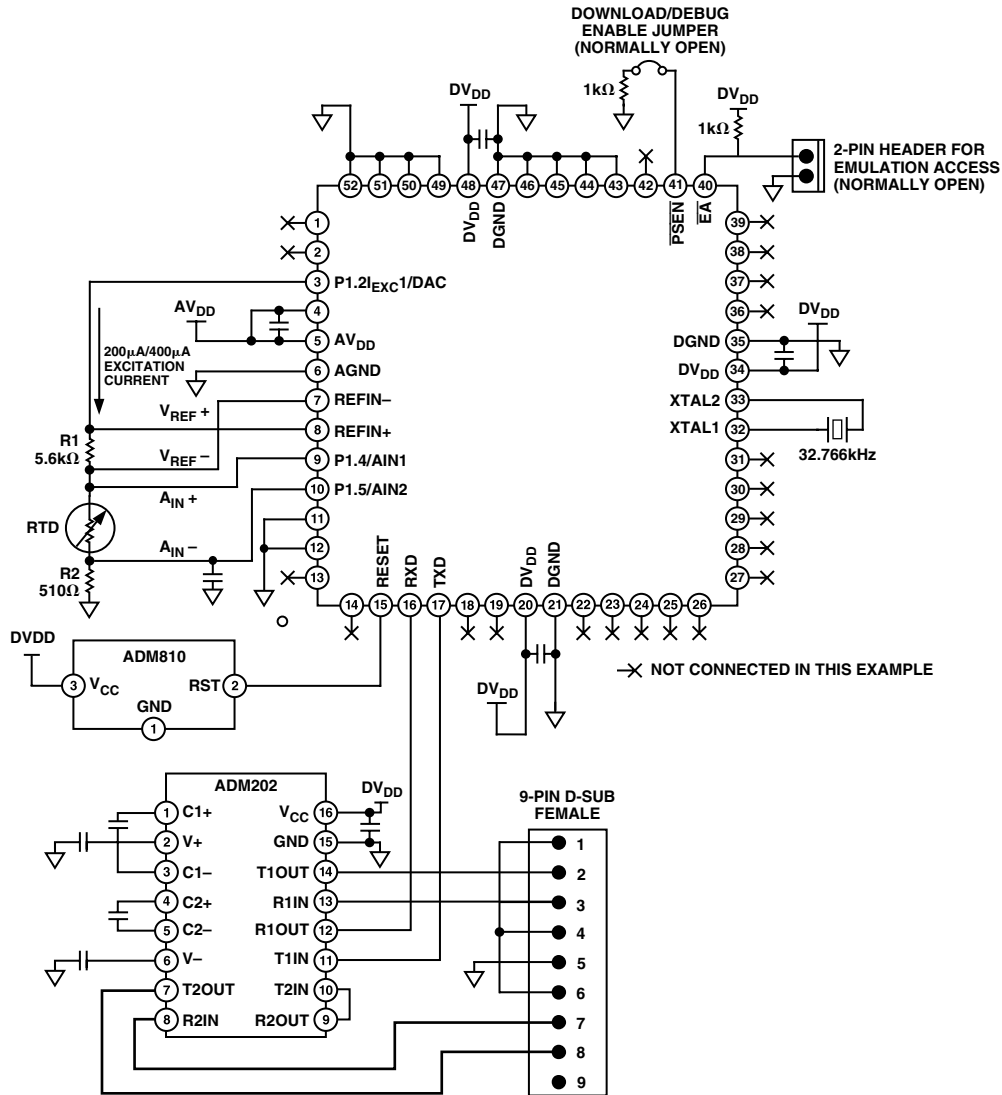 DOWNLOAD/DEBUG
ENABLE JUMPER
(NORMALLY OPEN)
1kΩ
DVDD
1kΩ
DVDD
2-PIN HEADER FOR
EMULATION ACCESS
(NORMALLY OPEN)
52 51 50 49 48 47 46 45 44 43 42 41 40
DVDD
DGND
PSEN
EA
1
2
3 P1.2IEXC1/DAC
4
5 AVDD
6 AGND
7 REFIN–
8 REFIN+
9 P1.4/AIN1
10 P1.5/AIN2
11
12
13
AVDD
200µA/400µA
EXCITATION
CURRENT
VREF +
R1
5.6kΩ
VREF –
AIN +
RTD
AIN –
R2
510Ω
39
38
37
36
DGND 35
DVDD 34
XTAL2 33
XTAL1 32
31
30
29
28
27
DVDD
32.766kHz
RESET
RXD
TXD
DVDD
DGND
14 15 16 17 18 19 20 21 22 23 24 25 26
DVDD
NOT CONNECTED IN THIS EXAMPLE
DVDD
ADM810
3 VCC
RST 2
GND
1
ADM202
1 C1+
2 V+
3 C1–
4 C2+
5 C2–
6 V–
7 T2OUT
8 R2IN
VCC 16
GND 15
T1OUT 14
R1IN 13
R1OUT 12
T1IN 11
T2IN 10
R2OUT 9
DVDD
9-PIN D-SUB
FEMALE
1
2
3
4
5
6
7
8
9